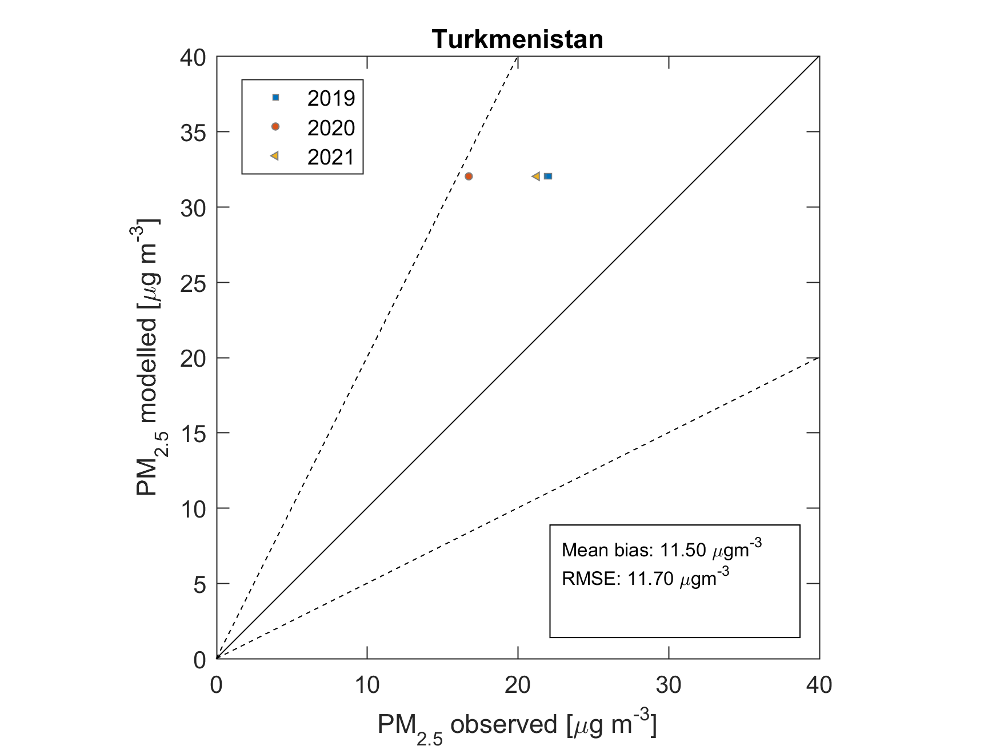 Turkmenistan
40
35
30
25
20
15
10
5
0
2019
2020
2021
PM2.5 modelled [μg m-3]
Mean bias: 11.50 μgm-3
RMSE: 11.70 μgm-3
0 10 20 30 40
PM2.5 observed [μg m-3]